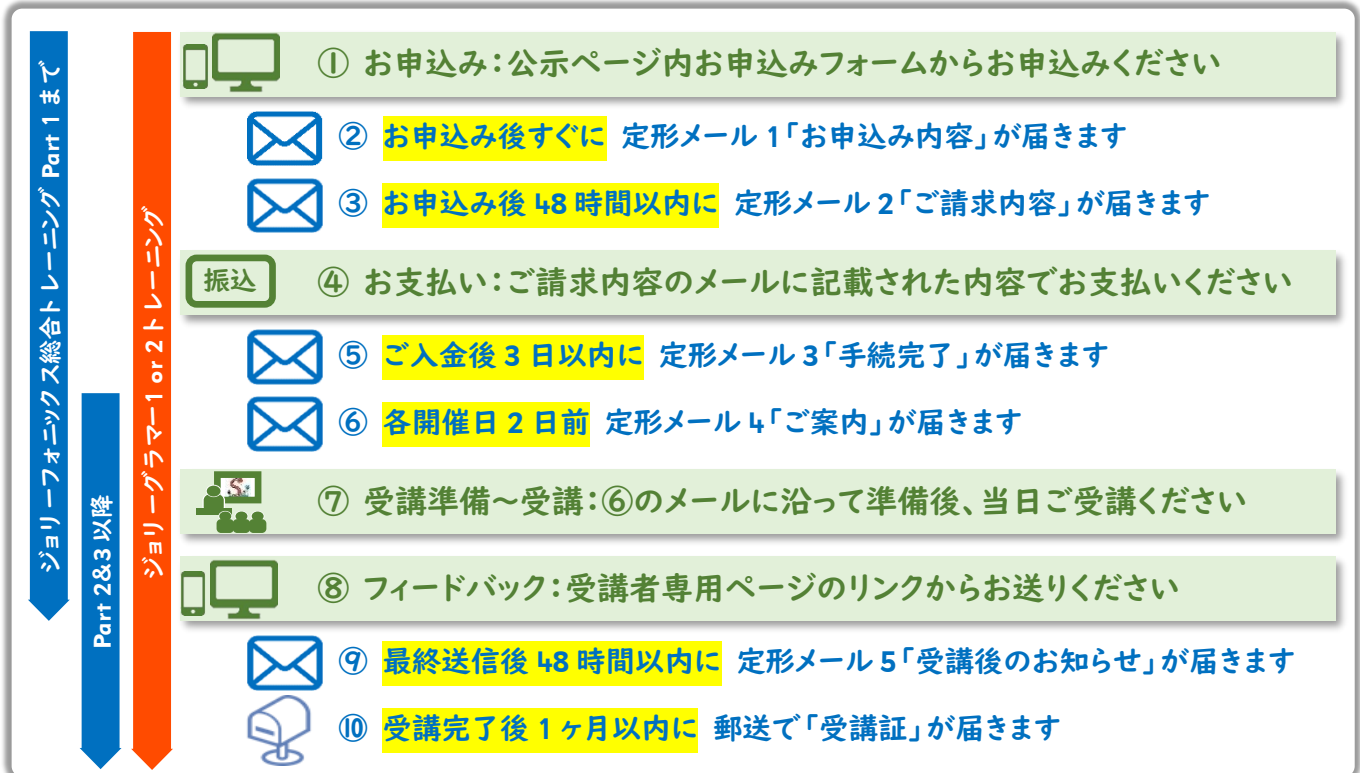 ジョリーフォニックス総合トレーニング Part 1 まで
Part 2&3 以降
ジョリーグラマー1 or 2 トレーニング
① お申込み：公示ページ内お申込みフォームからお申込みください
② お申込み後すぐに 定形メール 1「お申込み内容」が届きます
③ お申込み後 48 時間以内に 定形メール 2「ご請求内容」が届きます
振込 ④ お支払い：ご請求内容のメールに記載された内容でお支払いください
⑤ ご入金後 3 日以内に 定形メール 3「手続完了」が届きます
⑥ 各開催日 2 日前 定形メール 4「ご案内」が届きます
⑦ 受講準備～受講：⑥のメールに沿って準備後、当日ご受講ください
⑧ フィードバック：受講者専用ページのリンクからお送りください
⑨ 最終送信後 48 時間以内に 定形メール 5「受講後のお知らせ」が届きます
⑩ 受講完了後 1 ヶ月以内に 郵送で「受講証」が届きます